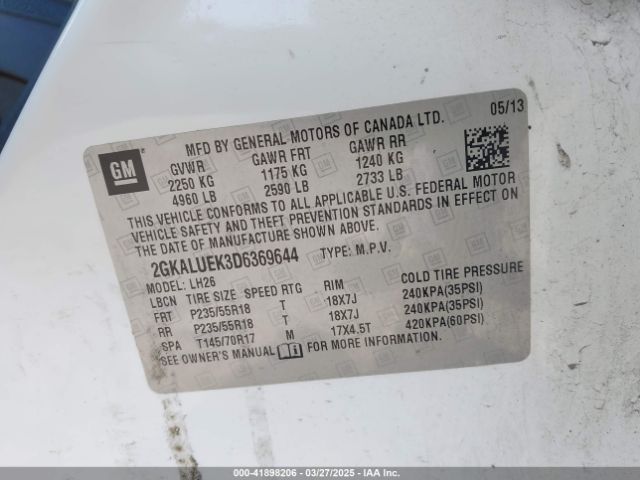 05/13
MFD BY GENERAL MOTORS OF CANADA LTD.
GM
GVWR GAWR FRT GAWR RR
2250 KG 1175 KG 1240 KG
4960 LB 2590 LB 2733 LB
THIS VEHICLE CONFORMS TO ALL APPLICABLE U.S. FEDERAL MOTOR
VEHICLE SAFETY AND THEFT PREVENTION STANDARDS IN EFFECT ON
THE DATE OF MANUFACTURE SHOWN ABOVE.
2GKALUEK3D6369644 TYPE: M.P.V.
MODEL: LH26
LBCN TIRE SIZE SPEED RTG RIM COLD TIRE PRESSURE
FRT P235/55R18 T 18X7J 240KPA(35PSI)
RR P235/55R18 T 18X7J 240KPA(35PSI)
SPA T145/70R17 M 17X4.5T 420KPA(60PSI)
SEE OWNER'S MANUAL FOR MORE INFORMATION.
000-41898206 - 03/27/2025 - IAA, Inc.